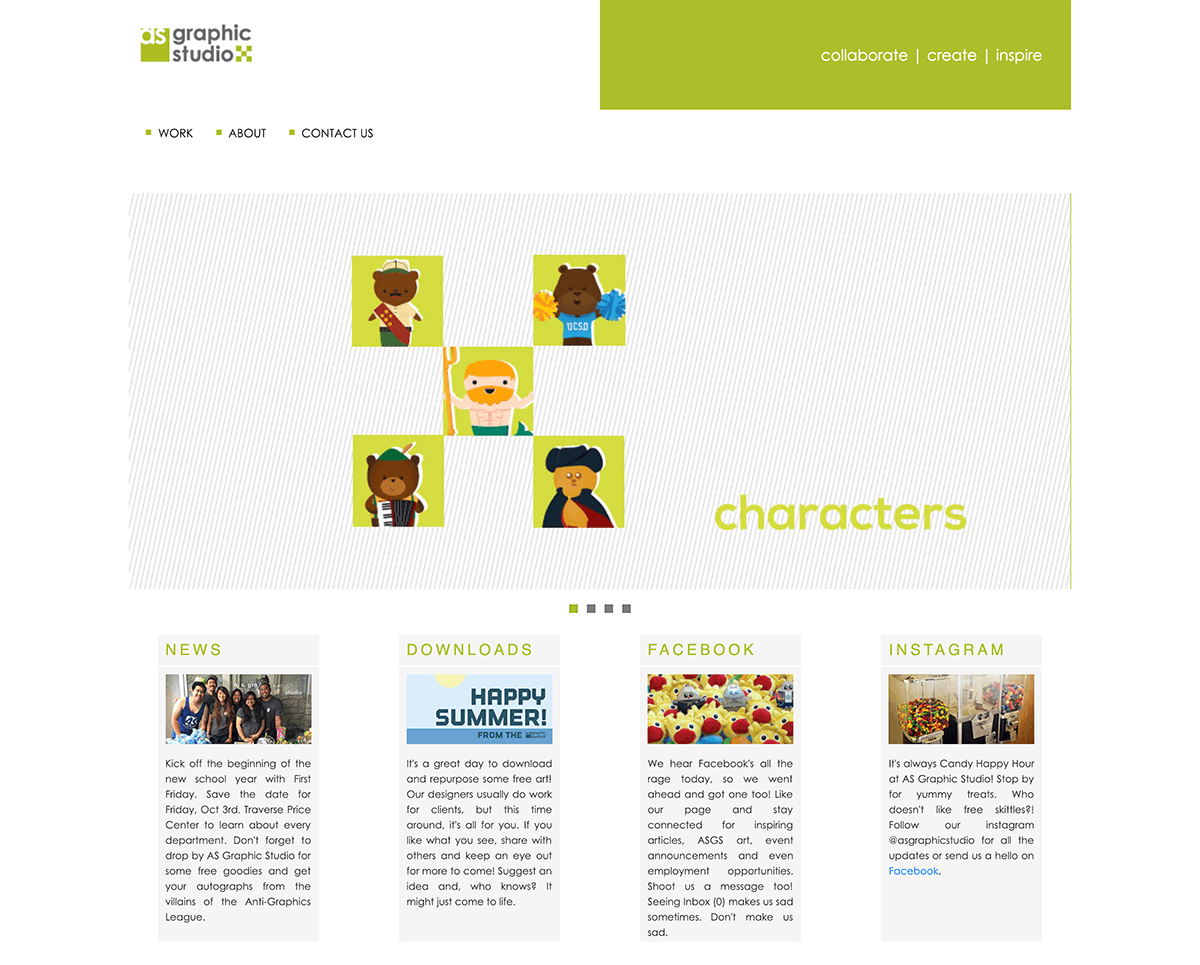 as graphic
studio
collaborate | create | inspire
WORK ABOUT CONTACT US
UCSD
characters
NEWS
studio
Kick off the beginning of the
new school year with First
Friday. Save the date for
Friday, Oct 3rd. Traverse Price
Center to learn about every
department. Don't forget to
drop by AS Graphic Studio for
some free goodies and get
your autographs from the
villains of the Anti-Graphics
League.
DOWNLOADS
HAPPY
SUMMER!
FROM THE
It's a great day to download
and repurpose some free art!
Our designers usually do work
for clients, but this time
around, it's all for you. If you
like what you see, share with
others and keep an eye out
for more to come! Suggest an
idea and, who knows? It
might just come to life.
FACEBOOK
We hear Facebook's all the
rage today, so we went
ahead and got one too! Like
our page and stay
connected for inspiring
articles, ASGS art, event
announcements and even
employment opportunities.
Shoot us a message too!
Seeing Inbox (0) makes us sad
sometimes. Don't make us
sad.
INSTAGRAM
It's always Candy Happy Hour
at AS Graphic Studio! Stop by
for yummy treats. Who
doesn't like free skittles?!
Follow our instagram
@asgraphicstudio for all the
updates or send us a hello on
Facebook.